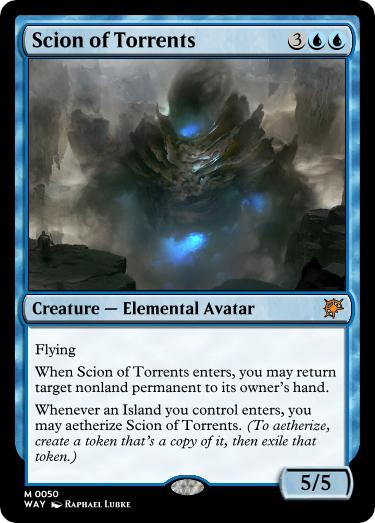 Scion of Torrents 3
Creature — Elemental Avatar
Flying
When Scion of Torrents enters, you may return
target nonland permanent to its owner's hand.
Whenever an Island you control enters, you
may aetherize Scion of Torrents. (To aetherize,
create a token that's a copy of it, then exile that
token.)
5/5
M 0050
WAY Raphael Lubke